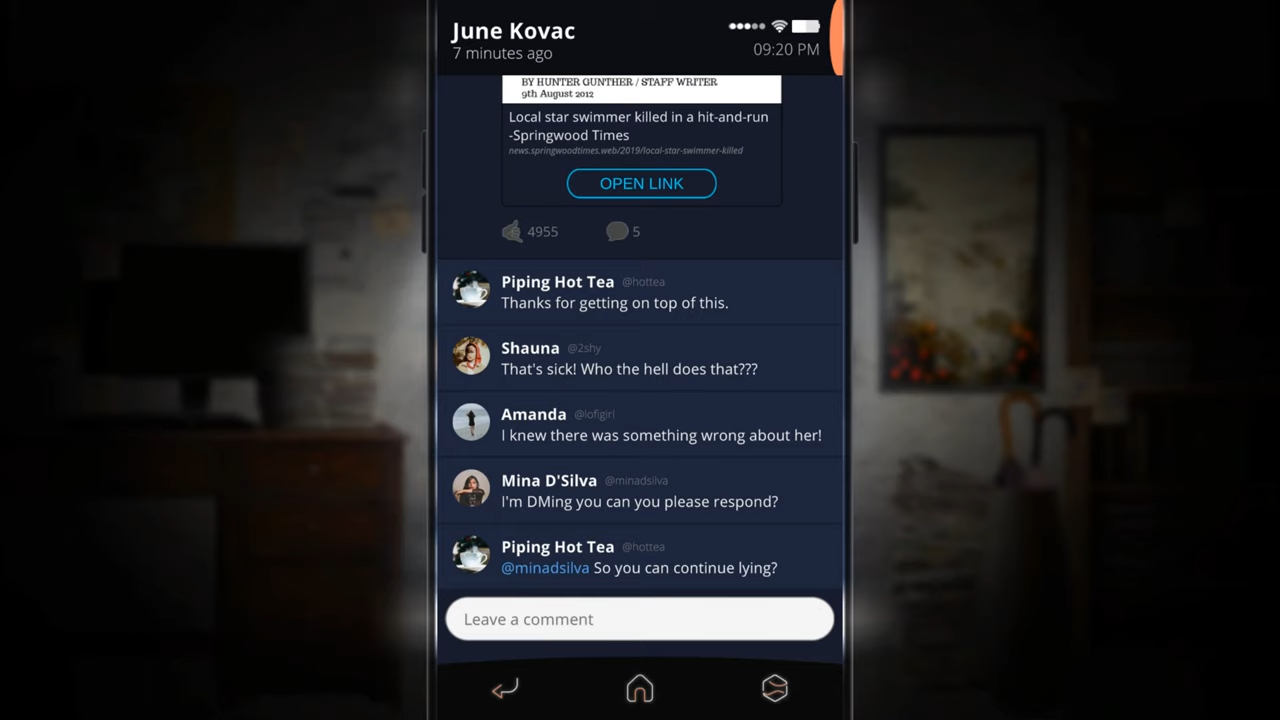 June Kovac
7 minutes ago
09:20 PM
BY HUNTER GUNTHER / STAFF WRITER
9th August 2012
Local star swimmer killed in a hit-and-run
-Springwood Times
news.springwoodtimes.web/2019/local-star-swimmer-killed
OPEN LINK
4955
5
Piping Hot Tea @hottea
Thanks for getting on top of this.
Shauna @2shy
That's sick! Who the hell does that???
Amanda @lofigirl
I knew there was something wrong about her!
Mina D'Silva @minadsilva
I'm DMing you can you please respond?
Piping Hot Tea @hottea
@minadsilva So you can continue lying?
Leave a comment